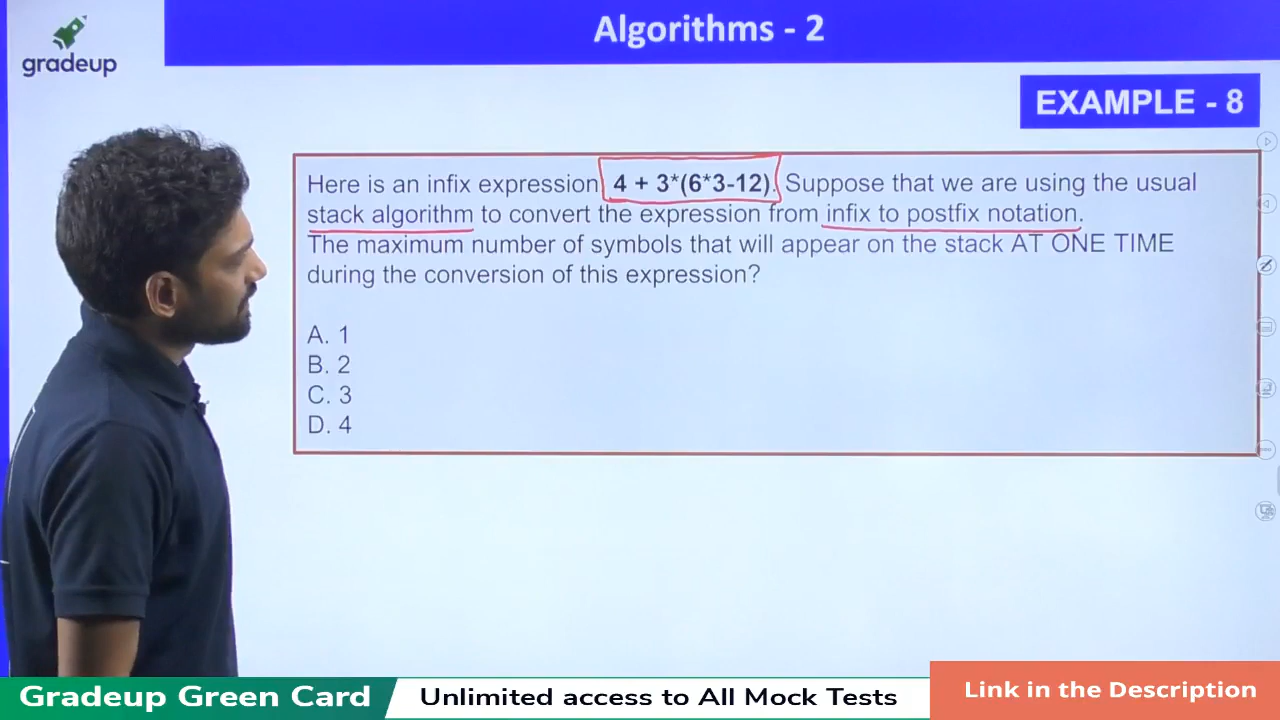 gradeup
Algorithms - 2
EXAMPLE - 8
Here is an infix expression 4 + 3*(6*3-12). Suppose that we are using the usual
stack algorithm to convert the expression from infix to postfix notation.
The maximum number of symbols that will appear on the stack AT ONE TIME
during the conversion of this expression?
A. 1
B. 2
C. 3
D. 4
Gradeup Green Card
Unlimited access to All Mock Tests
Link in the Description